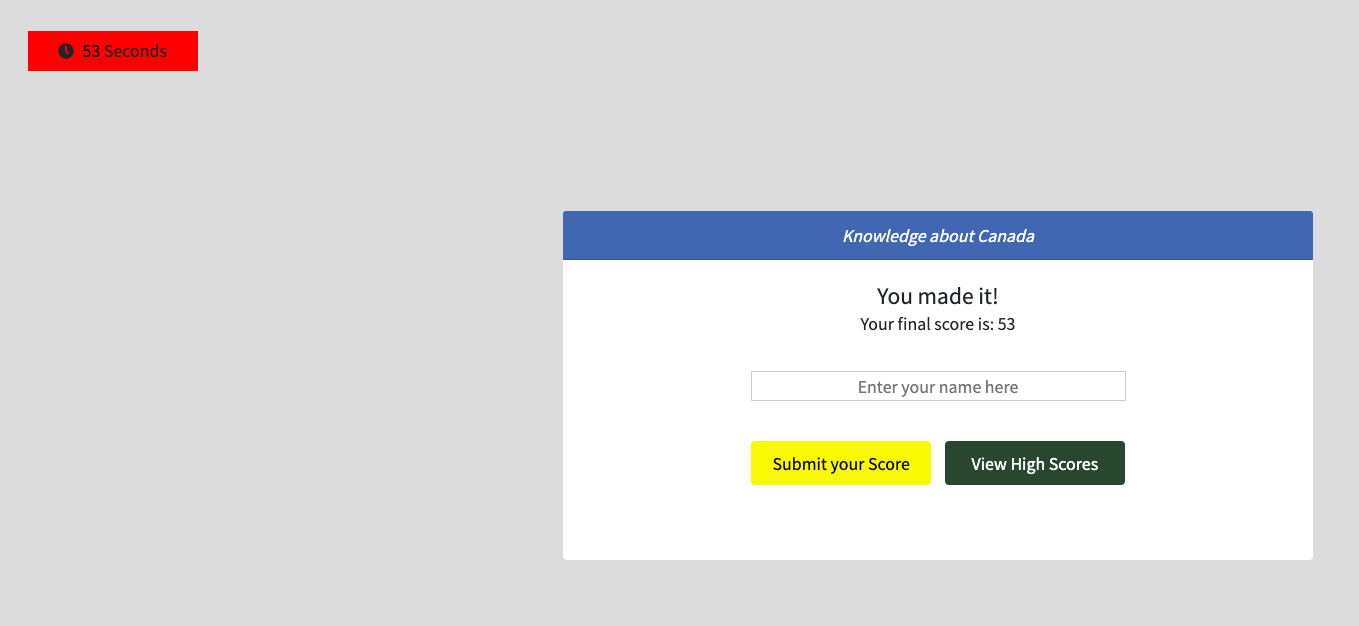 53 Seconds
Knowledge about Canada
You made it!
Your final score is: 53
Enter your name here
Submit your Score
View High Scores